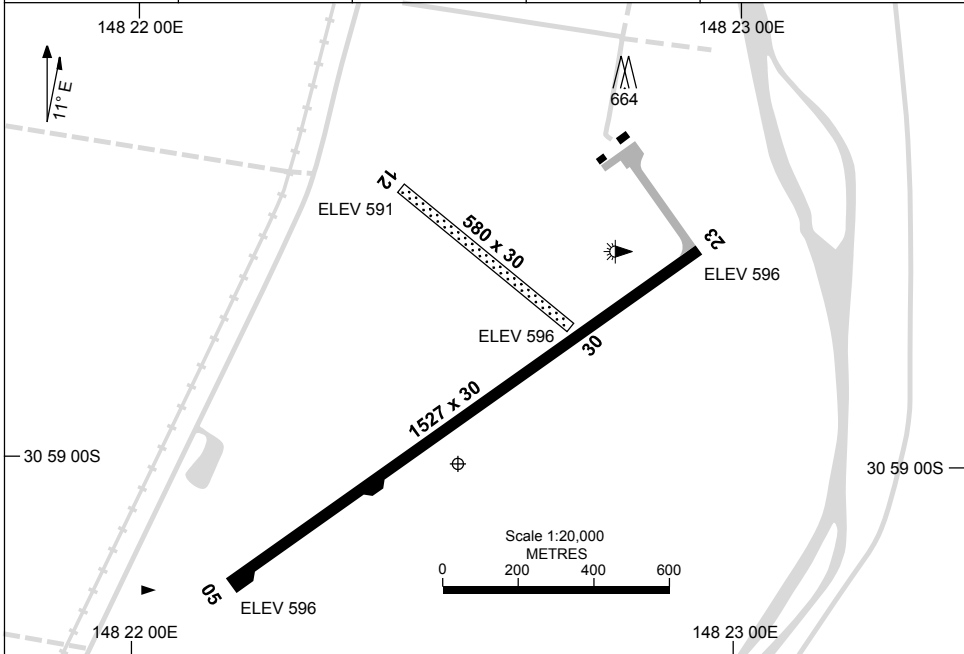 148 22 00E
148 23 00E
11° E
664
12
ELEV 591
580 x 30
23
ELEV 596
ELEV 596
30
1527 x 30
30 59 00S
30 59 00S
Scale 1:20,000
METRES
0 200 400 600
05
ELEV 596
148 22 00E
148 23 00E